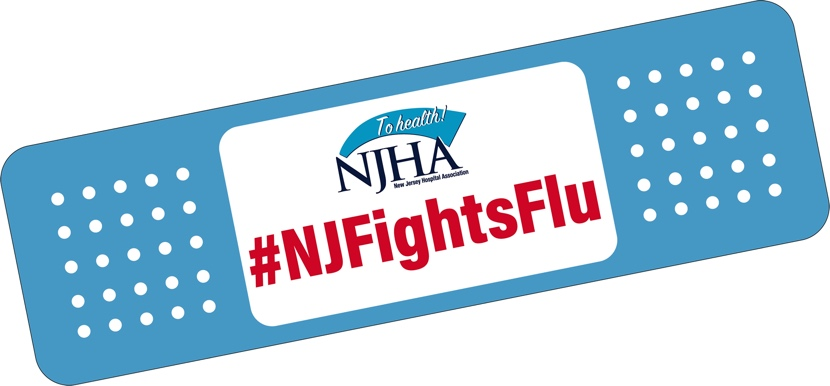 To health!
NJHA
New Jersey Hospital Association
#NJFightsFlu